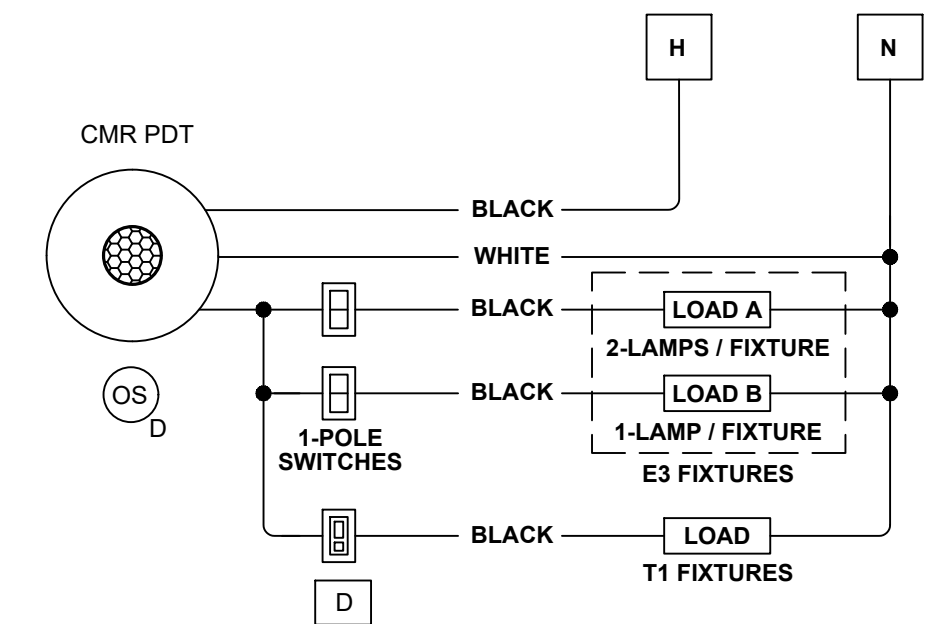 H
N
CMR PDT
BLACK
WHITE
BLACK
LOAD A
2-LAMPS / FIXTURE
OS
D
BLACK
LOAD B
1-POLE
SWITCHES
1-LAMP / FIXTURE
E3 FIXTURES
BLACK
LOAD
T1 FIXTURES
D